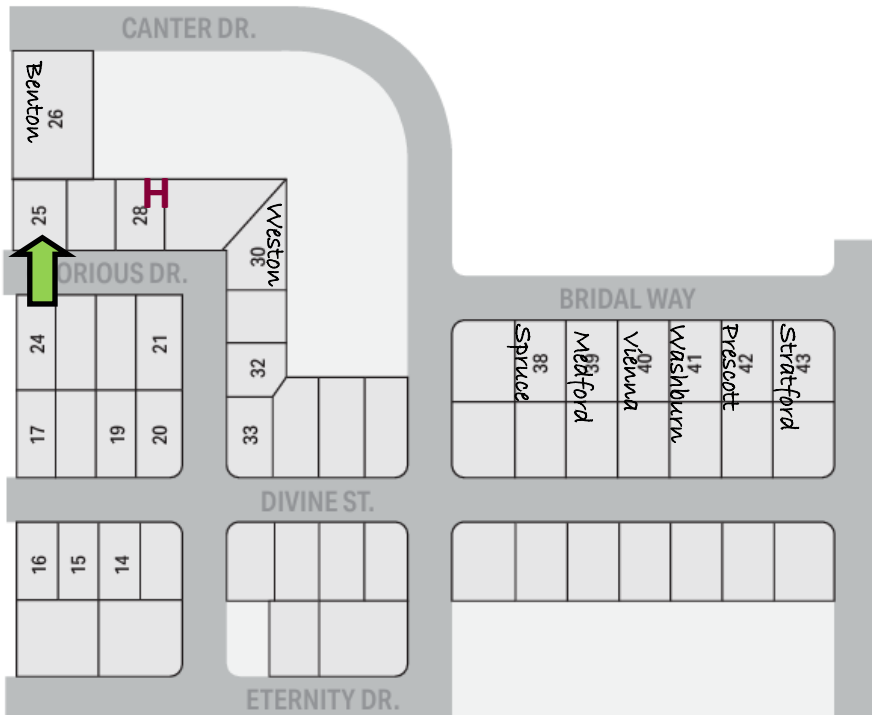 CANTER DR.
Benton
26
25
28
H
Weston
30
ORIOUS DR.
BRIDAL WAY
24
21
32
Spruce
38
Medford
39
Vienna
40
Washburn
41
Prescott
42
Stratford
43
17
19
20
33
DIVINE ST.
16
15
14
ETERNITY DR.